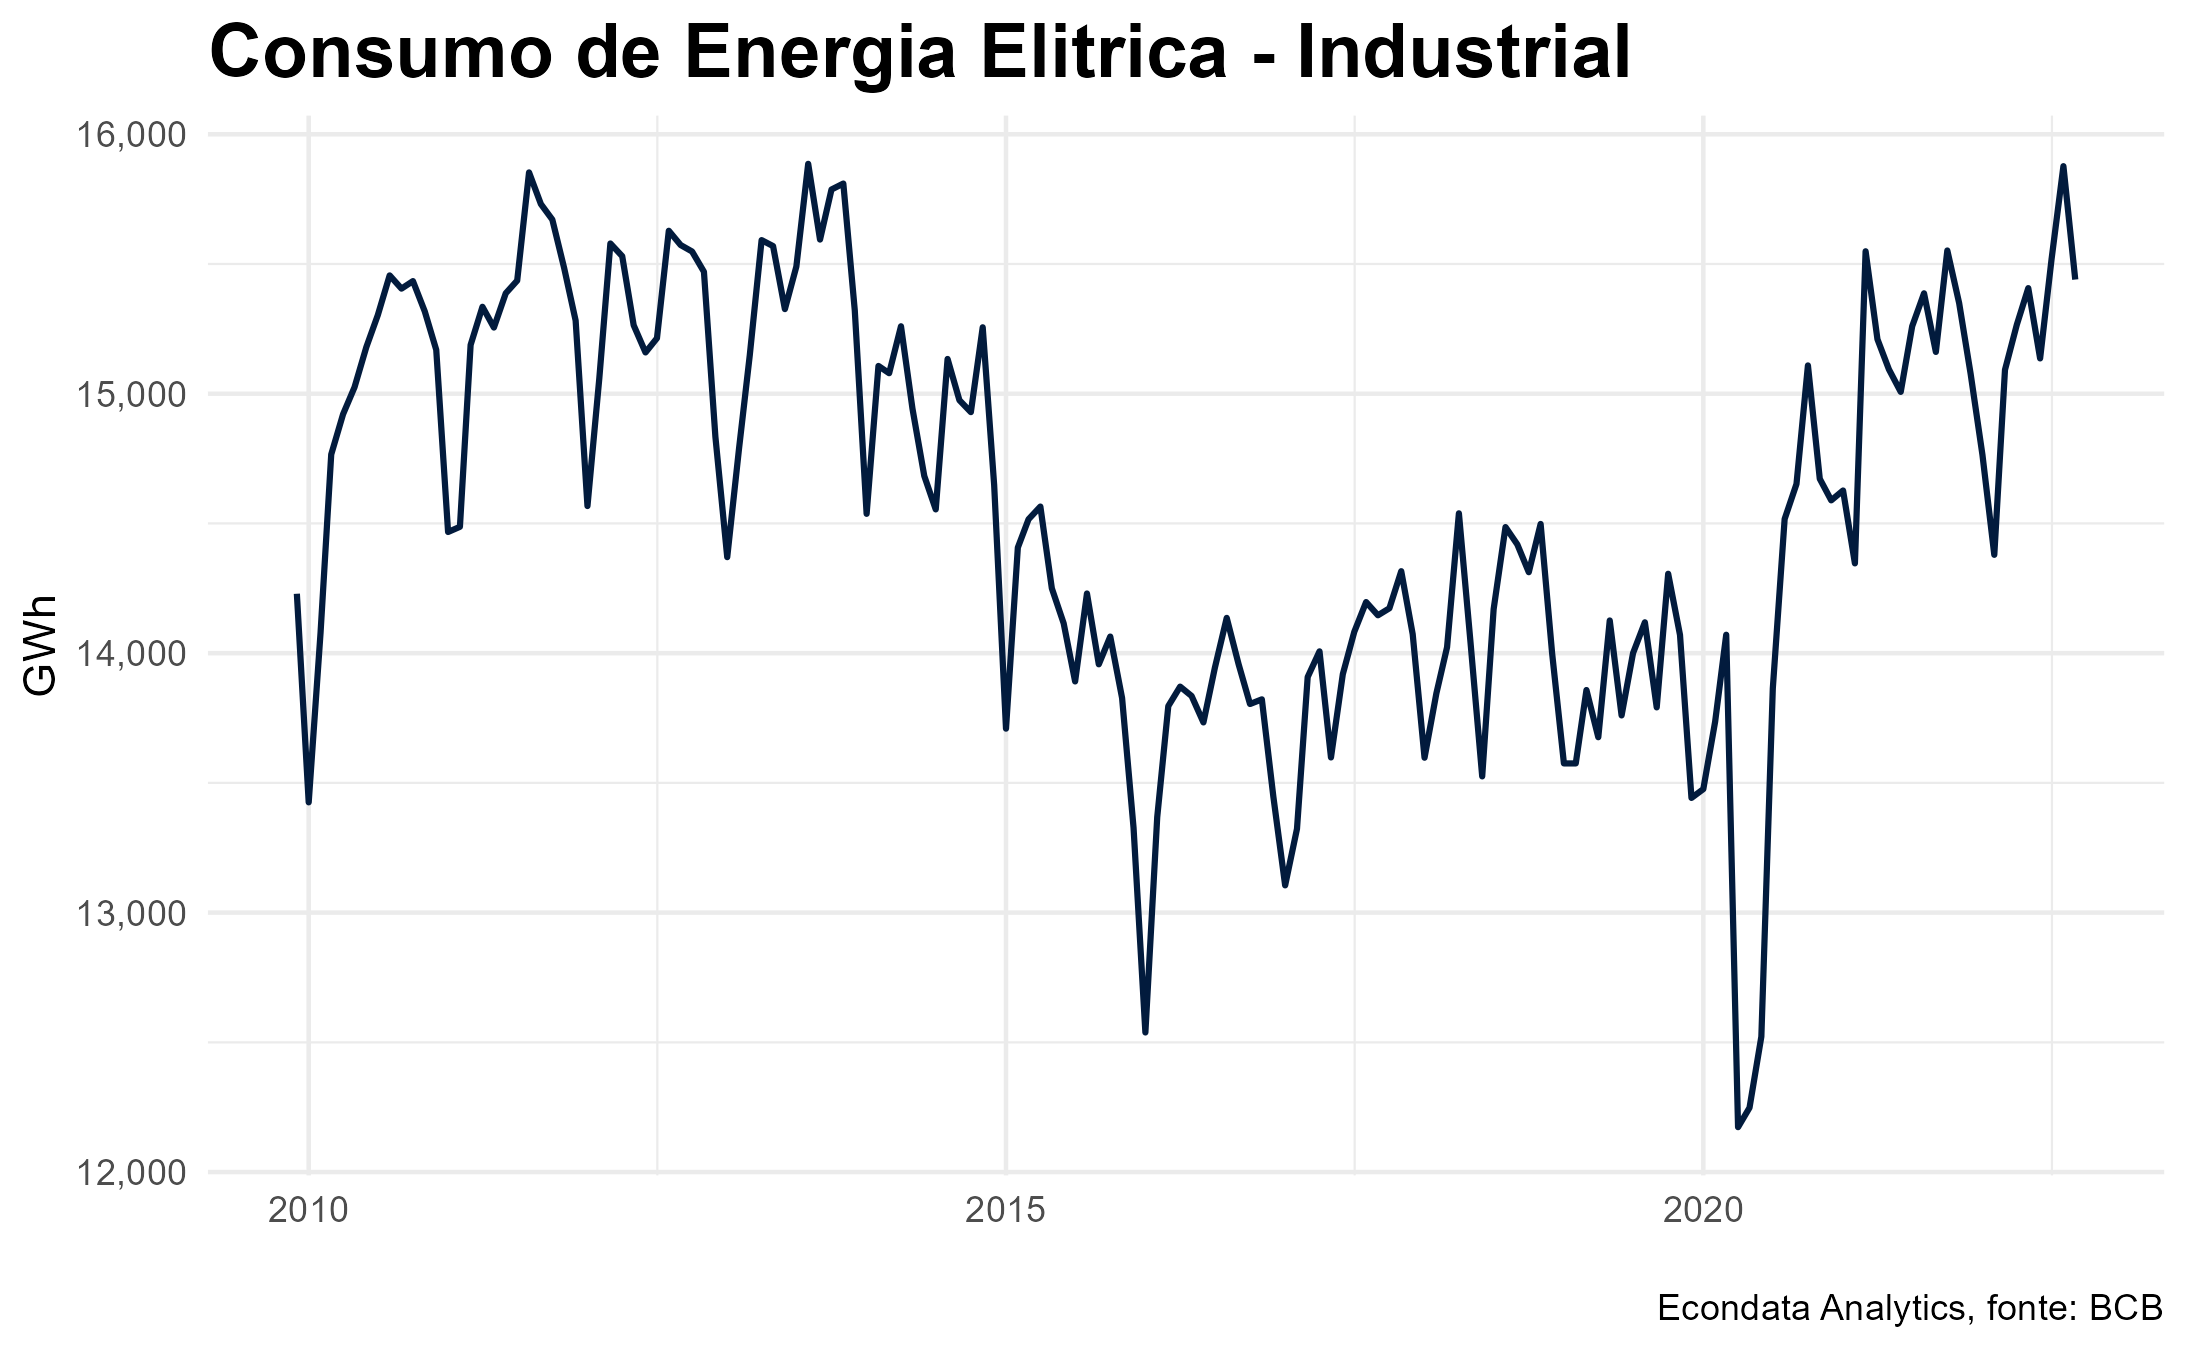 Consumo de Energia Elitrica - Industrial
16,000
15,000
14,000
13,000
12,000
GWh
2010 2015 2020
Econdata Analytics, fonte: BCB